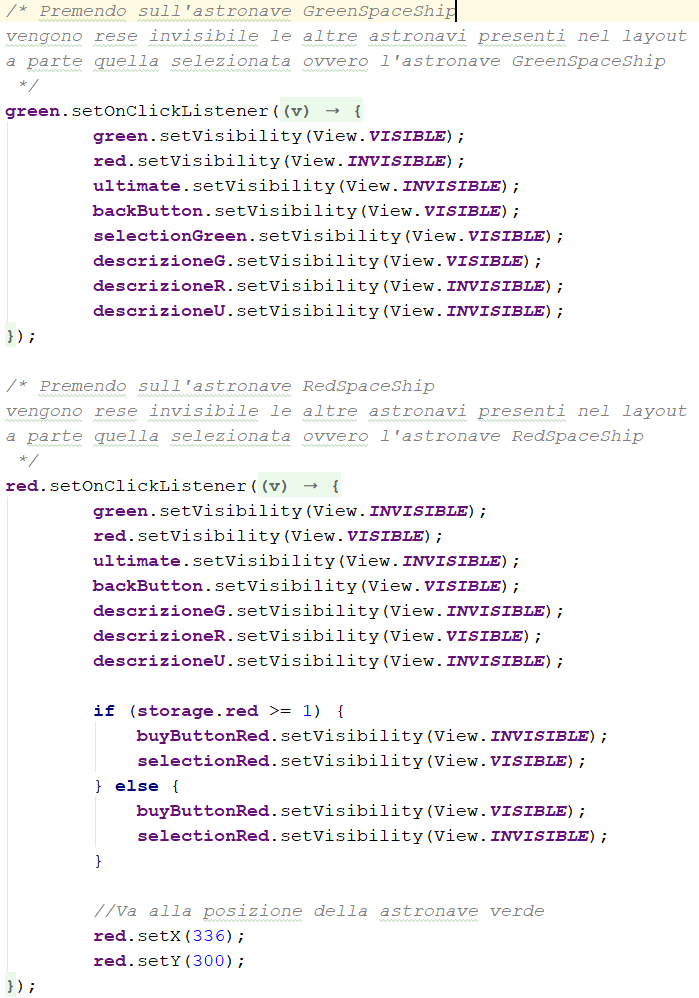 /* Premendo sull'astronave GreenSpaceShip
vengono rese invisibile le altre astronavi presenti nel layout
a parte quella selezionata ovvero l'astronave GreenSpaceShip
 */
green.setOnClickListener((v) → {
        green.setVisibility(View.VISIBLE);
        red.setVisibility(View.INVISIBLE);
        ultimate.setVisibility(View.INVISIBLE);
        backButton.setVisibility(View.VISIBLE);
        selectionGreen.setVisibility(View.VISIBLE);
        descrizioneG.setVisibility(View.VISIBLE);
        descrizioneR.setVisibility(View.INVISIBLE);
        descrizioneU.setVisibility(View.INVISIBLE);
});
/* Premendo sull'astronave RedSpaceShip
vengono rese invisibile le altre astronavi presenti nel layout
a parte quella selezionata ovvero l'astronave RedSpaceShip
 */
red.setOnClickListener((v) → {
        green.setVisibility(View.INVISIBLE);
        red.setVisibility(View.VISIBLE);
        ultimate.setVisibility(View.INVISIBLE);
        backButton.setVisibility(View.VISIBLE);
        descrizioneG.setVisibility(View.INVISIBLE);
        descrizioneR.setVisibility(View.VISIBLE);
        descrizioneU.setVisibility(View.INVISIBLE);
        if (storage.red >= 1) {
            buyButtonRed.setVisibility(View.INVISIBLE);
            selectionRed.setVisibility(View.VISIBLE);
        } else {
            buyButtonRed.setVisibility(View.VISIBLE);
            selectionRed.setVisibility(View.INVISIBLE);
        }
        //Va alla posizione della astronave verde
        red.setX(336);
        red.setY(300);
});